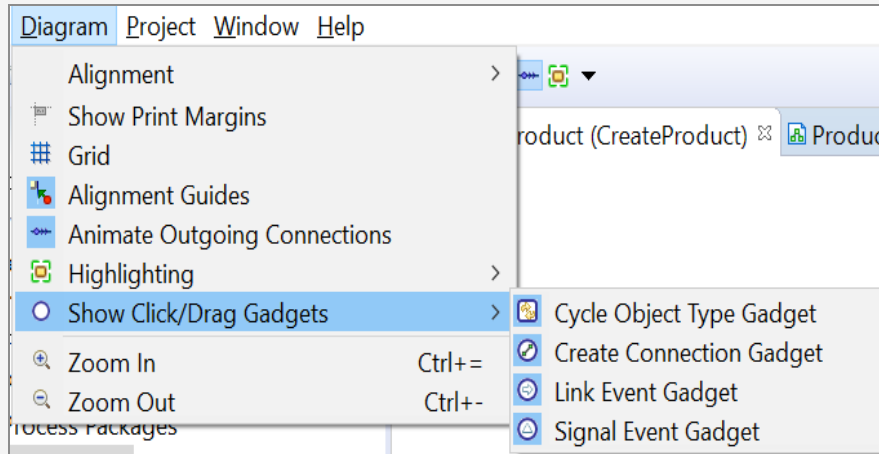 Diagram Project Window Help
Alignment
Show Print Margins
Grid
roduct (CreateProduct)
Produc
Alignment Guides
Animate Outgoing Connections
Highlighting
Show Click/Drag Gadgets
Cycle Object Type Gadget
Create Connection Gadget
Link Event Gadget
Signal Event Gadget
Zoom In Ctrl+=
Zoom Out Ctrl+-
rocess Packages